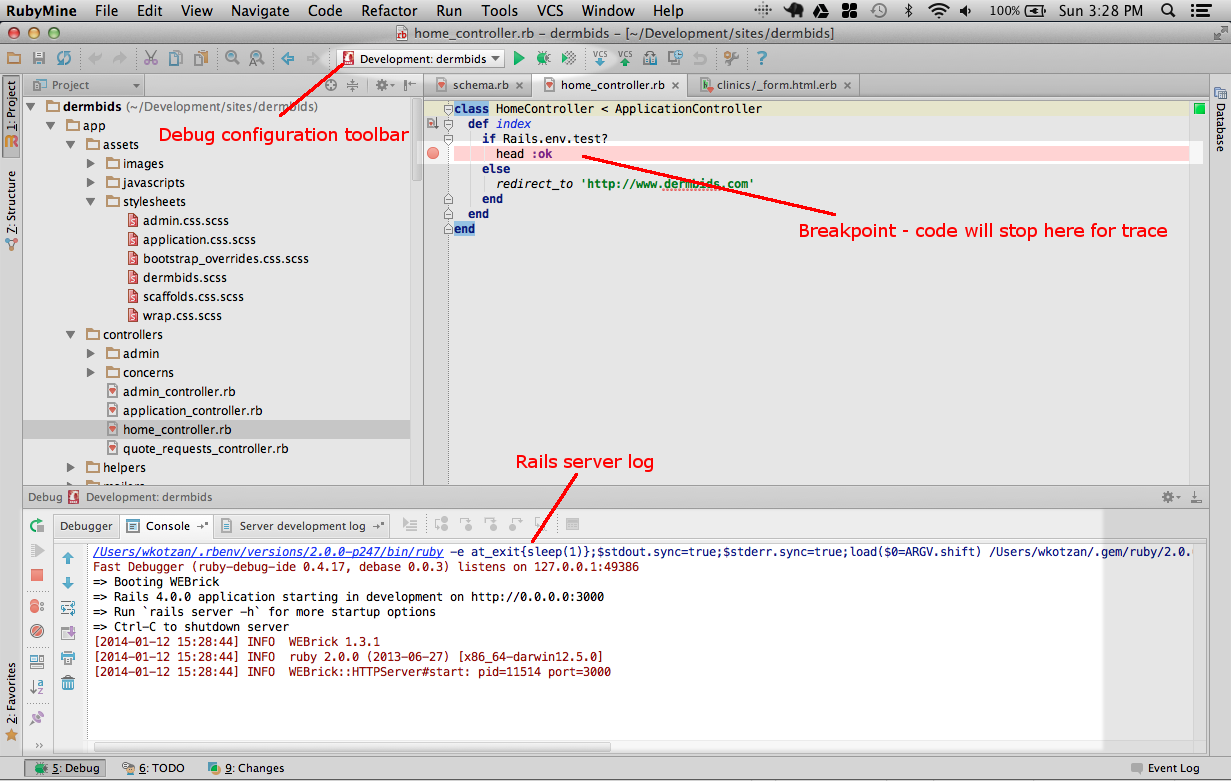 RubyMine File Edit View Navigate Code Refactor Run Tools VCS Window Help 100% Sun 3:28 PM
home_controller.rb – dermbids – [~/Development/sites/dermbids]
Development: dermbids VCS VCS ?
1: Project
Z: Structure
2: Favorites
Project
dermbids (~/Development/sites/dermbids)
app
assets
images
javascripts
stylesheets
admin.css.scss
application.css.scss
bootstrap_overrides.css.scss
dermbids.scss
scaffolds.css.scss
wrap.css.scss
controllers
admin
concerns
admin_controller.rb
application_controller.rb
home_controller.rb
quote_requests_controller.rb
helpers
Debug configuration toolbar
schema.rb home_controller.rb clinics/_form.html.erb
class HomeController < ApplicationController
def index
if Rails.env.test?
head :ok
else
redirect_to 'http://www.dermbids.com'
end
end
end
Breakpoint - code will stop here for trace
Database
Rails server log
Debug Development: dermbids
Debugger Console Server development log
/Users/wkotzan/.rbenv/versions/2.0.0-p247/bin/ruby -e at_exit{sleep(1)};$stdout.sync=true;$stderr.sync=true;load($0=ARGV.shift) /Users/wkotzan/.gem/ruby/2.0.
Fast Debugger (ruby-debug-ide 0.4.17, debase 0.0.3) listens on 127.0.0.1:49386
=> Booting WEBrick
=> Rails 4.0.0 application starting in development on http://0.0.0.0:3000
=> Run `rails server -h` for more startup options
=> Ctrl-C to shutdown server
[2014-01-12 15:28:44] INFO WEBrick 1.3.1
[2014-01-12 15:28:44] INFO ruby 2.0.0 (2013-06-27) [x86_64-darwin12.5.0]
[2014-01-12 15:28:44] INFO WEBrick::HTTPServer#start: pid=11514 port=3000
5: Debug 6: TODO 9: Changes Event Log